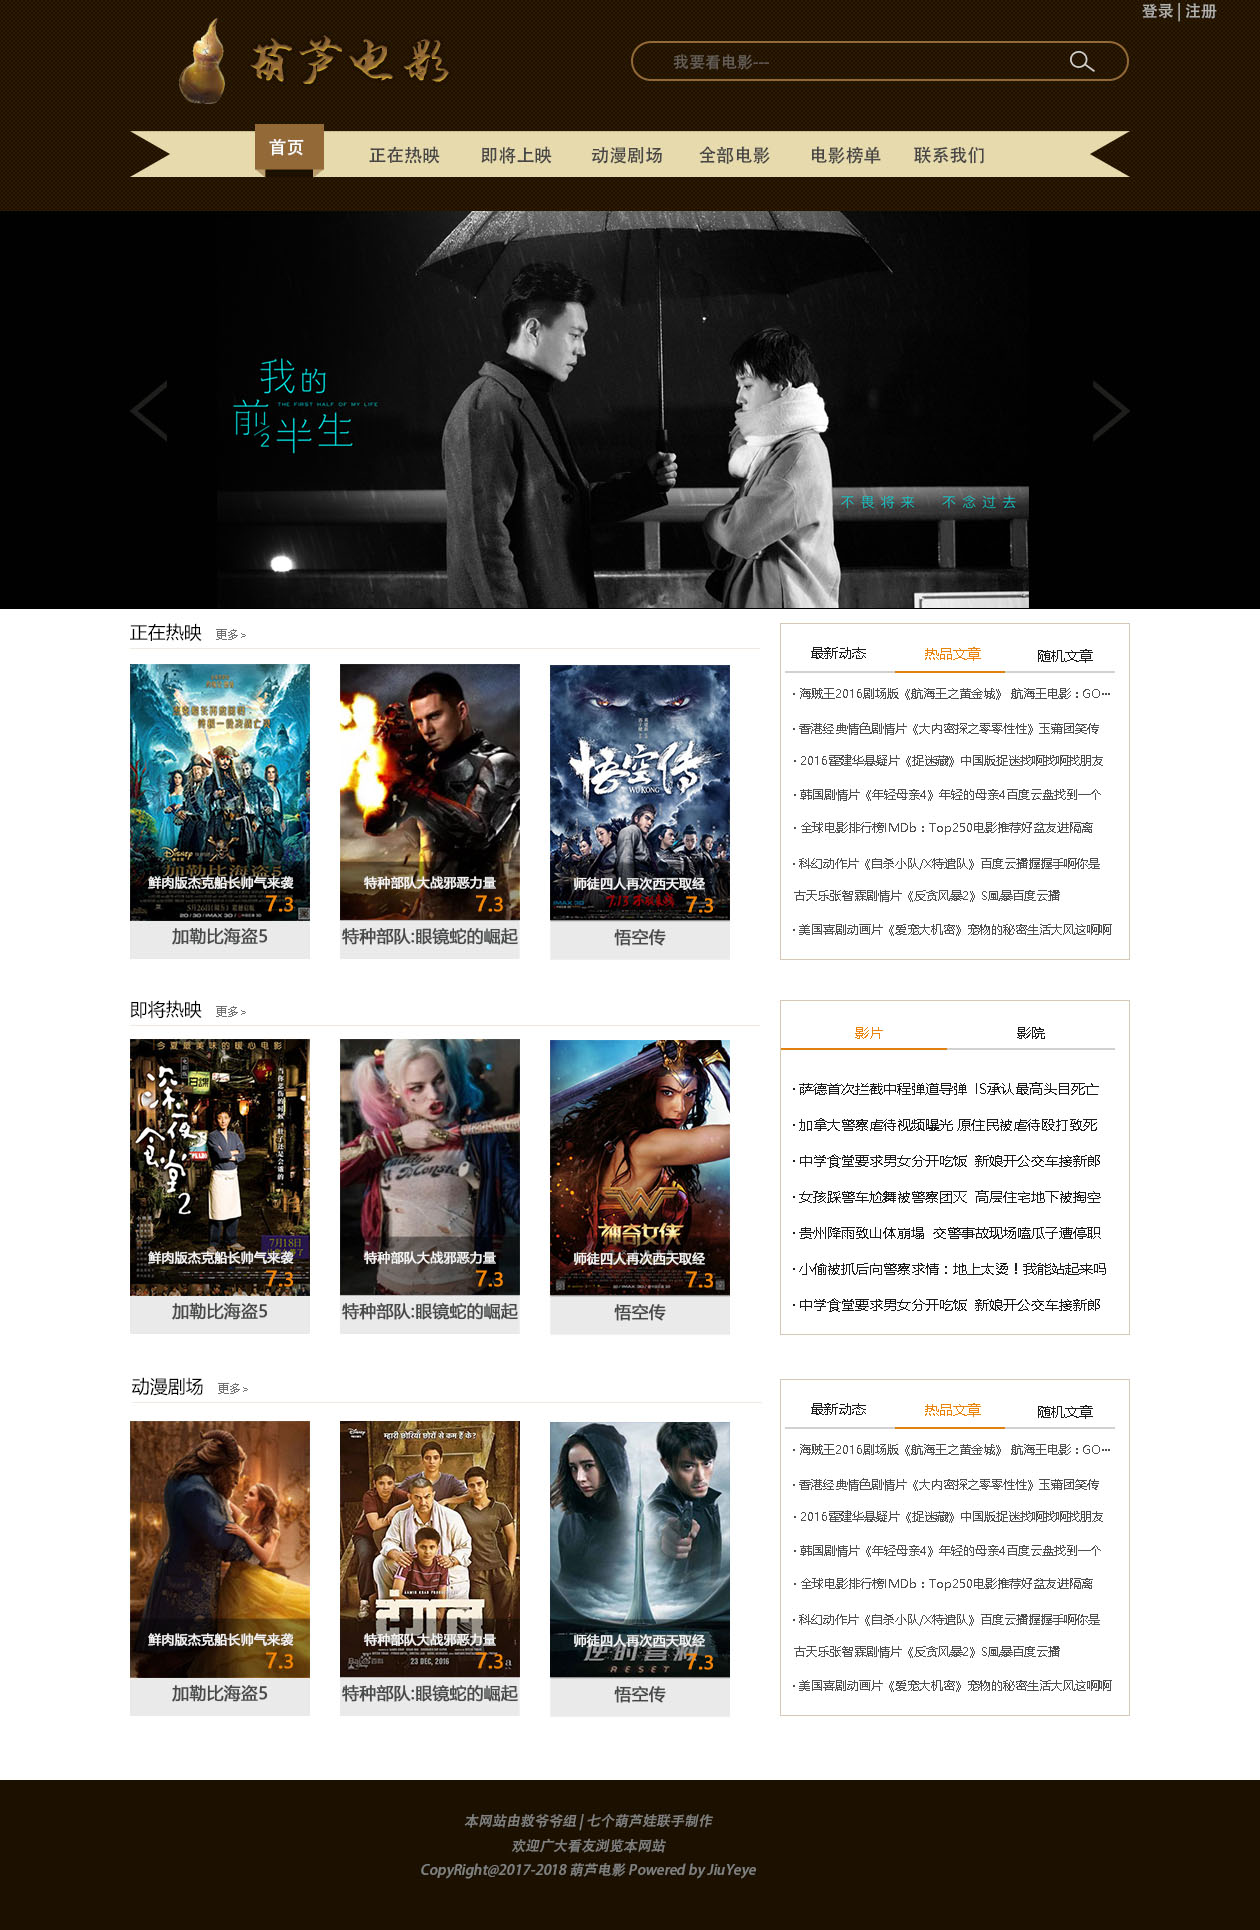 登录 | 注册
葫芦电影
我要看电影---
首页 正在热映 即将上映 动漫剧场 全部电影 电影榜单 联系我们
我的
THE FIRST HALF OF MY LIFE
前半生
2
不畏将来 不念过去
正在热映 更多>
DISNEY
加勒比海盗5
鲜肉版杰克船长帅气来袭
7.3
加勒比海盗5
特种部队大战邪恶力量
7.3
特种部队:眼镜蛇的崛起
悟空传
WU KONG
师徒四人再次西天取经
7.3
悟空传
最新动态 热品文章 随机文章
· 海贼王2016剧场版《航海王之黄金城》 航海王电影：GO···
· 香港经典情色剧情片《大内密探之零零性性》玉莆团笑传
· 2016霍建华悬疑片《捉迷藏》中国版捉迷找啊找啊找朋友
· 韩国剧情片《年轻母亲4》年轻的母亲4百度云盘找到一个
· 全球电影排行榜IMDb：Top250电影推荐好盆友进隔离
· 科幻动作片《自杀小队/X特遣队》百度云播握握手啊你是
古天乐张智霖剧情片《反贪风暴2》S風暴百度云播
· 美国喜剧动画片《爱宠大机密》宠物的秘密生活大风这啊啊
即将热映 更多>
今夏最美味的暖心电影
深夜食堂2
7月18日
鲜肉版杰克船长帅气来袭
7.3
加勒比海盗5
特种部队大战邪恶力量
7.3
特种部队:眼镜蛇的崛起
神奇女侠
师徒四人再次西天取经
7.3
悟空传
影片 影院
· 萨德首次拦截中程弹道导弹 IS承认最高头目死亡
· 加拿大警察虐待视频曝光 原住民被虐待殴打致死
· 中学食堂要求男女分开吃饭 新娘开公交车接新郎
· 女孩踩警车尬舞被警察团灭 高层住宅地下被掏空
· 贵州降雨致山体崩塌 交警事故现场嗑瓜子遭停职
· 小偷被抓后向警察求情：地上太烫！我能站起来吗
· 中学食堂要求男女分开吃饭 新娘开公交车接新郎
动漫剧场 更多>
鲜肉版杰克船长帅气来袭
7.3
加勒比海盗5
DISNEY
म्हारी छोरियां छोरों से कम हैं के?
दंगल
特种部队大战邪恶力量
23 DEC, 2016
7.3
特种部队:眼镜蛇的崛起
师徒四人再次西天取经
逆时营救
RESET
7.3
悟空传
最新动态 热品文章 随机文章
· 海贼王2016剧场版《航海王之黄金城》 航海王电影：GO···
· 香港经典情色剧情片《大内密探之零零性性》玉莆团笑传
· 2016霍建华悬疑片《捉迷藏》中国版捉迷找啊找啊找朋友
· 韩国剧情片《年轻母亲4》年轻的母亲4百度云盘找到一个
· 全球电影排行榜IMDb：Top250电影推荐好盆友进隔离
· 科幻动作片《自杀小队/X特遣队》百度云播握握手啊你是
古天乐张智霖剧情片《反贪风暴2》S風暴百度云播
· 美国喜剧动画片《爱宠大机密》宠物的秘密生活大风这啊啊
本网站由救爷爷组 | 七个葫芦娃联手制作
欢迎广大看友浏览本网站
CopyRight@2017-2018 葫芦电影 Powered by JiuYeye